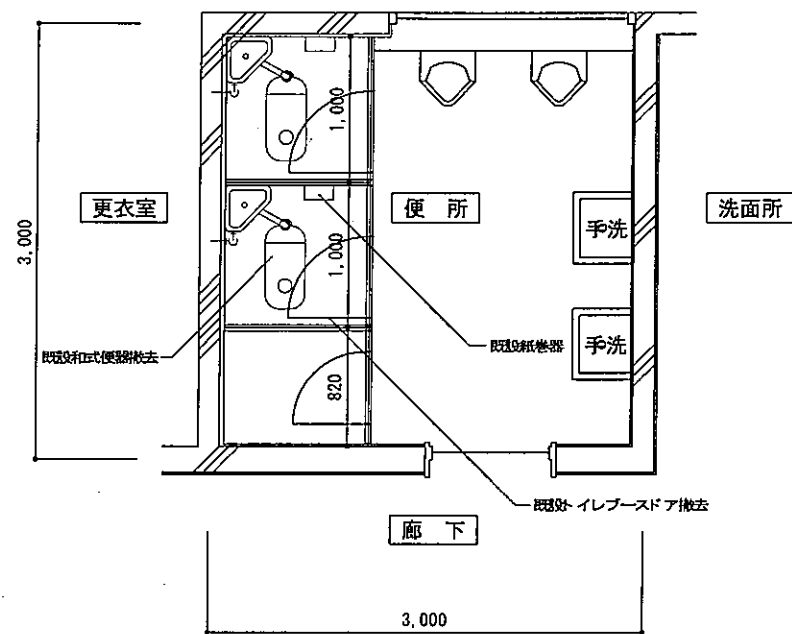 1,000
更衣室
便 所
洗面所
手洗
3,000
1,000
既設和式便器撤去
既設紙巻器
手洗
820
既設トイレブースドア撤去
廊 下
3,000